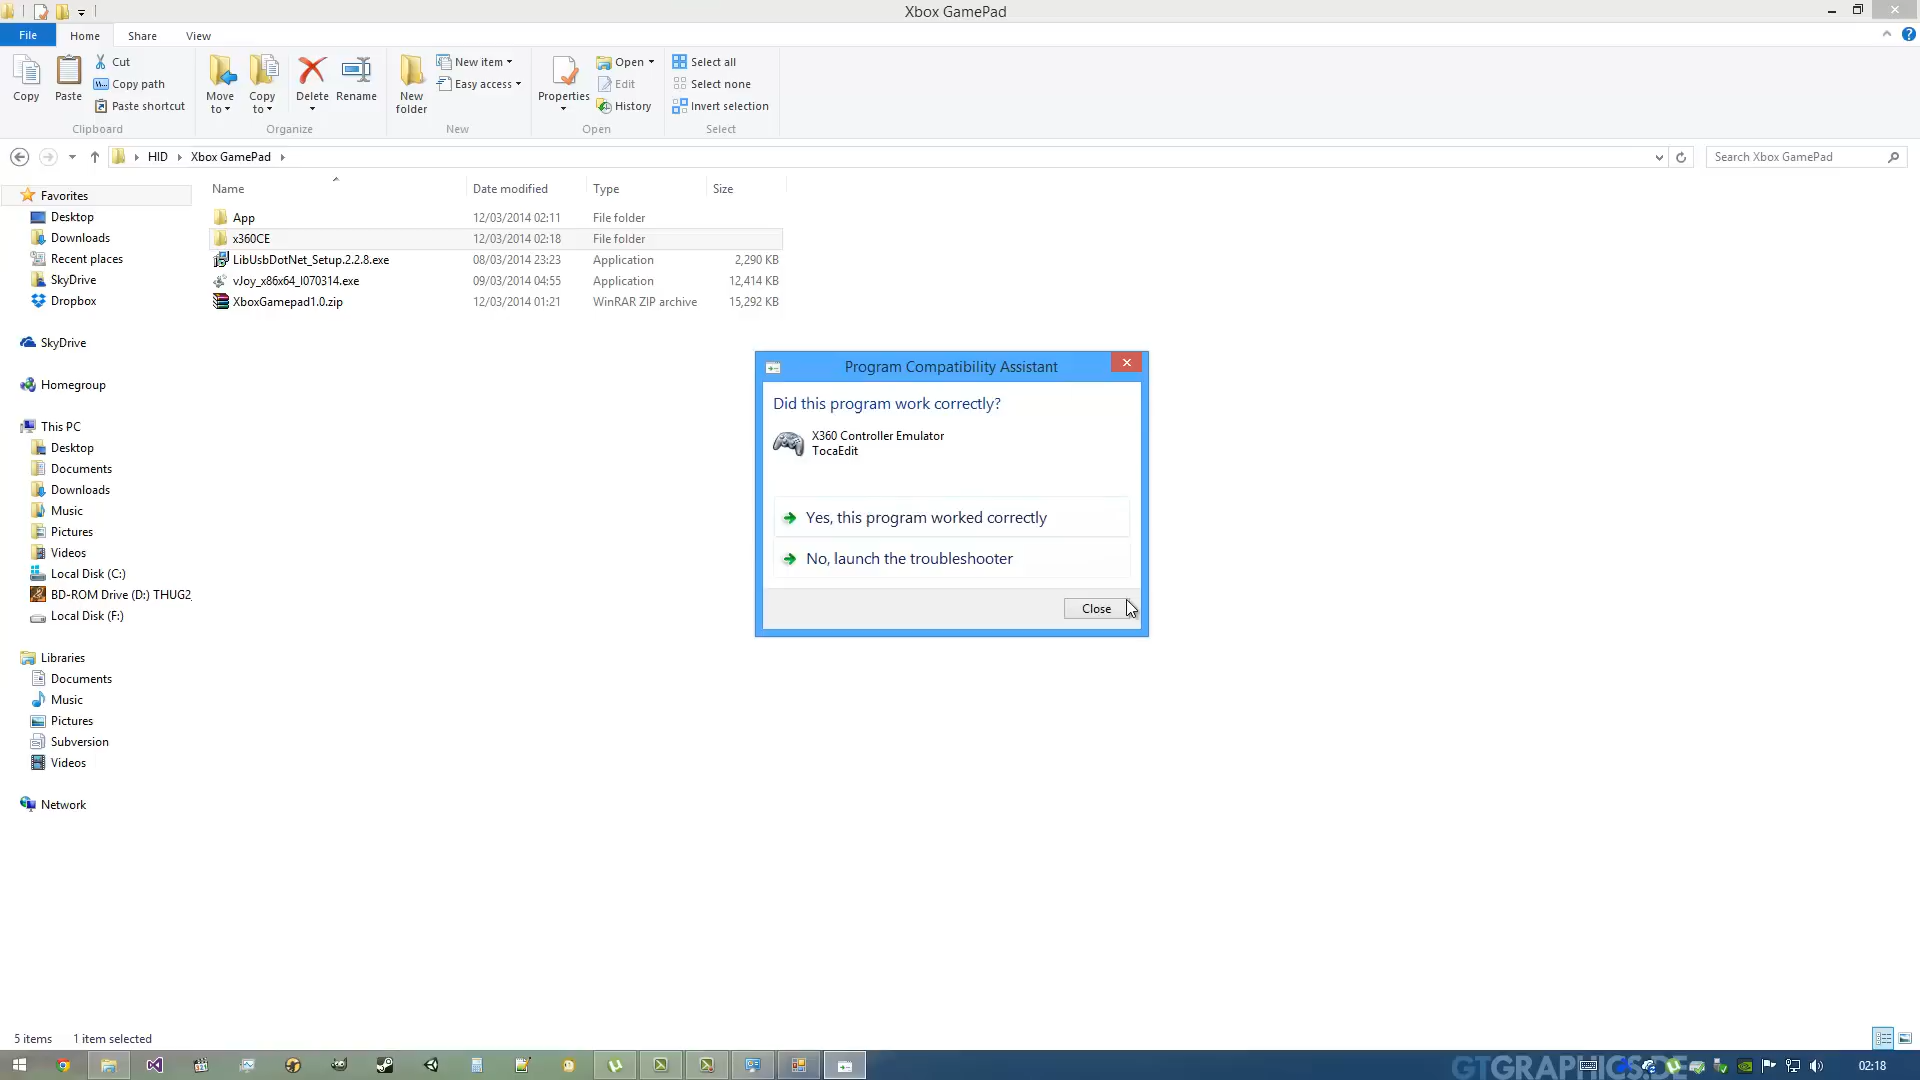 Xbox GamePad
File Home Share View
Copy
Paste
Cut
Copy path
Paste shortcut
Clipboard
Move to
Copy to
Delete
Rename
Organize
New folder
New item
Easy access
New
Properties
Open
Edit
History
Open
Select all
Select none
Invert selection
Select
HID Xbox GamePad
Search Xbox GamePad
Favorites
Desktop
Downloads
Recent places
SkyDrive
Dropbox
SkyDrive
Homegroup
This PC
Desktop
Documents
Downloads
Music
Pictures
Videos
Local Disk (C:)
BD-ROM Drive (D:) THUG2
Local Disk (F:)
Libraries
Documents
Music
Pictures
Subversion
Videos
Network
Name Date modified Type Size
App 12/03/2014 02:11 File folder
x360CE 12/03/2014 02:18 File folder
LibUsbDotNet_Setup.2.2.8.exe 08/03/2014 23:23 Application 2,290 KB
vJoy_x86x64_I070314.exe 09/03/2014 04:55 Application 12,414 KB
XboxGamepad1.0.zip 12/03/2014 01:21 WinRAR ZIP archive 15,292 KB
Program Compatibility Assistant
Did this program work correctly?
X360 Controller Emulator
TocaEdit
Yes, this program worked correctly
No, launch the troubleshooter
Close
5 items 1 item selected
GTGRAPHICS.DE
02:18